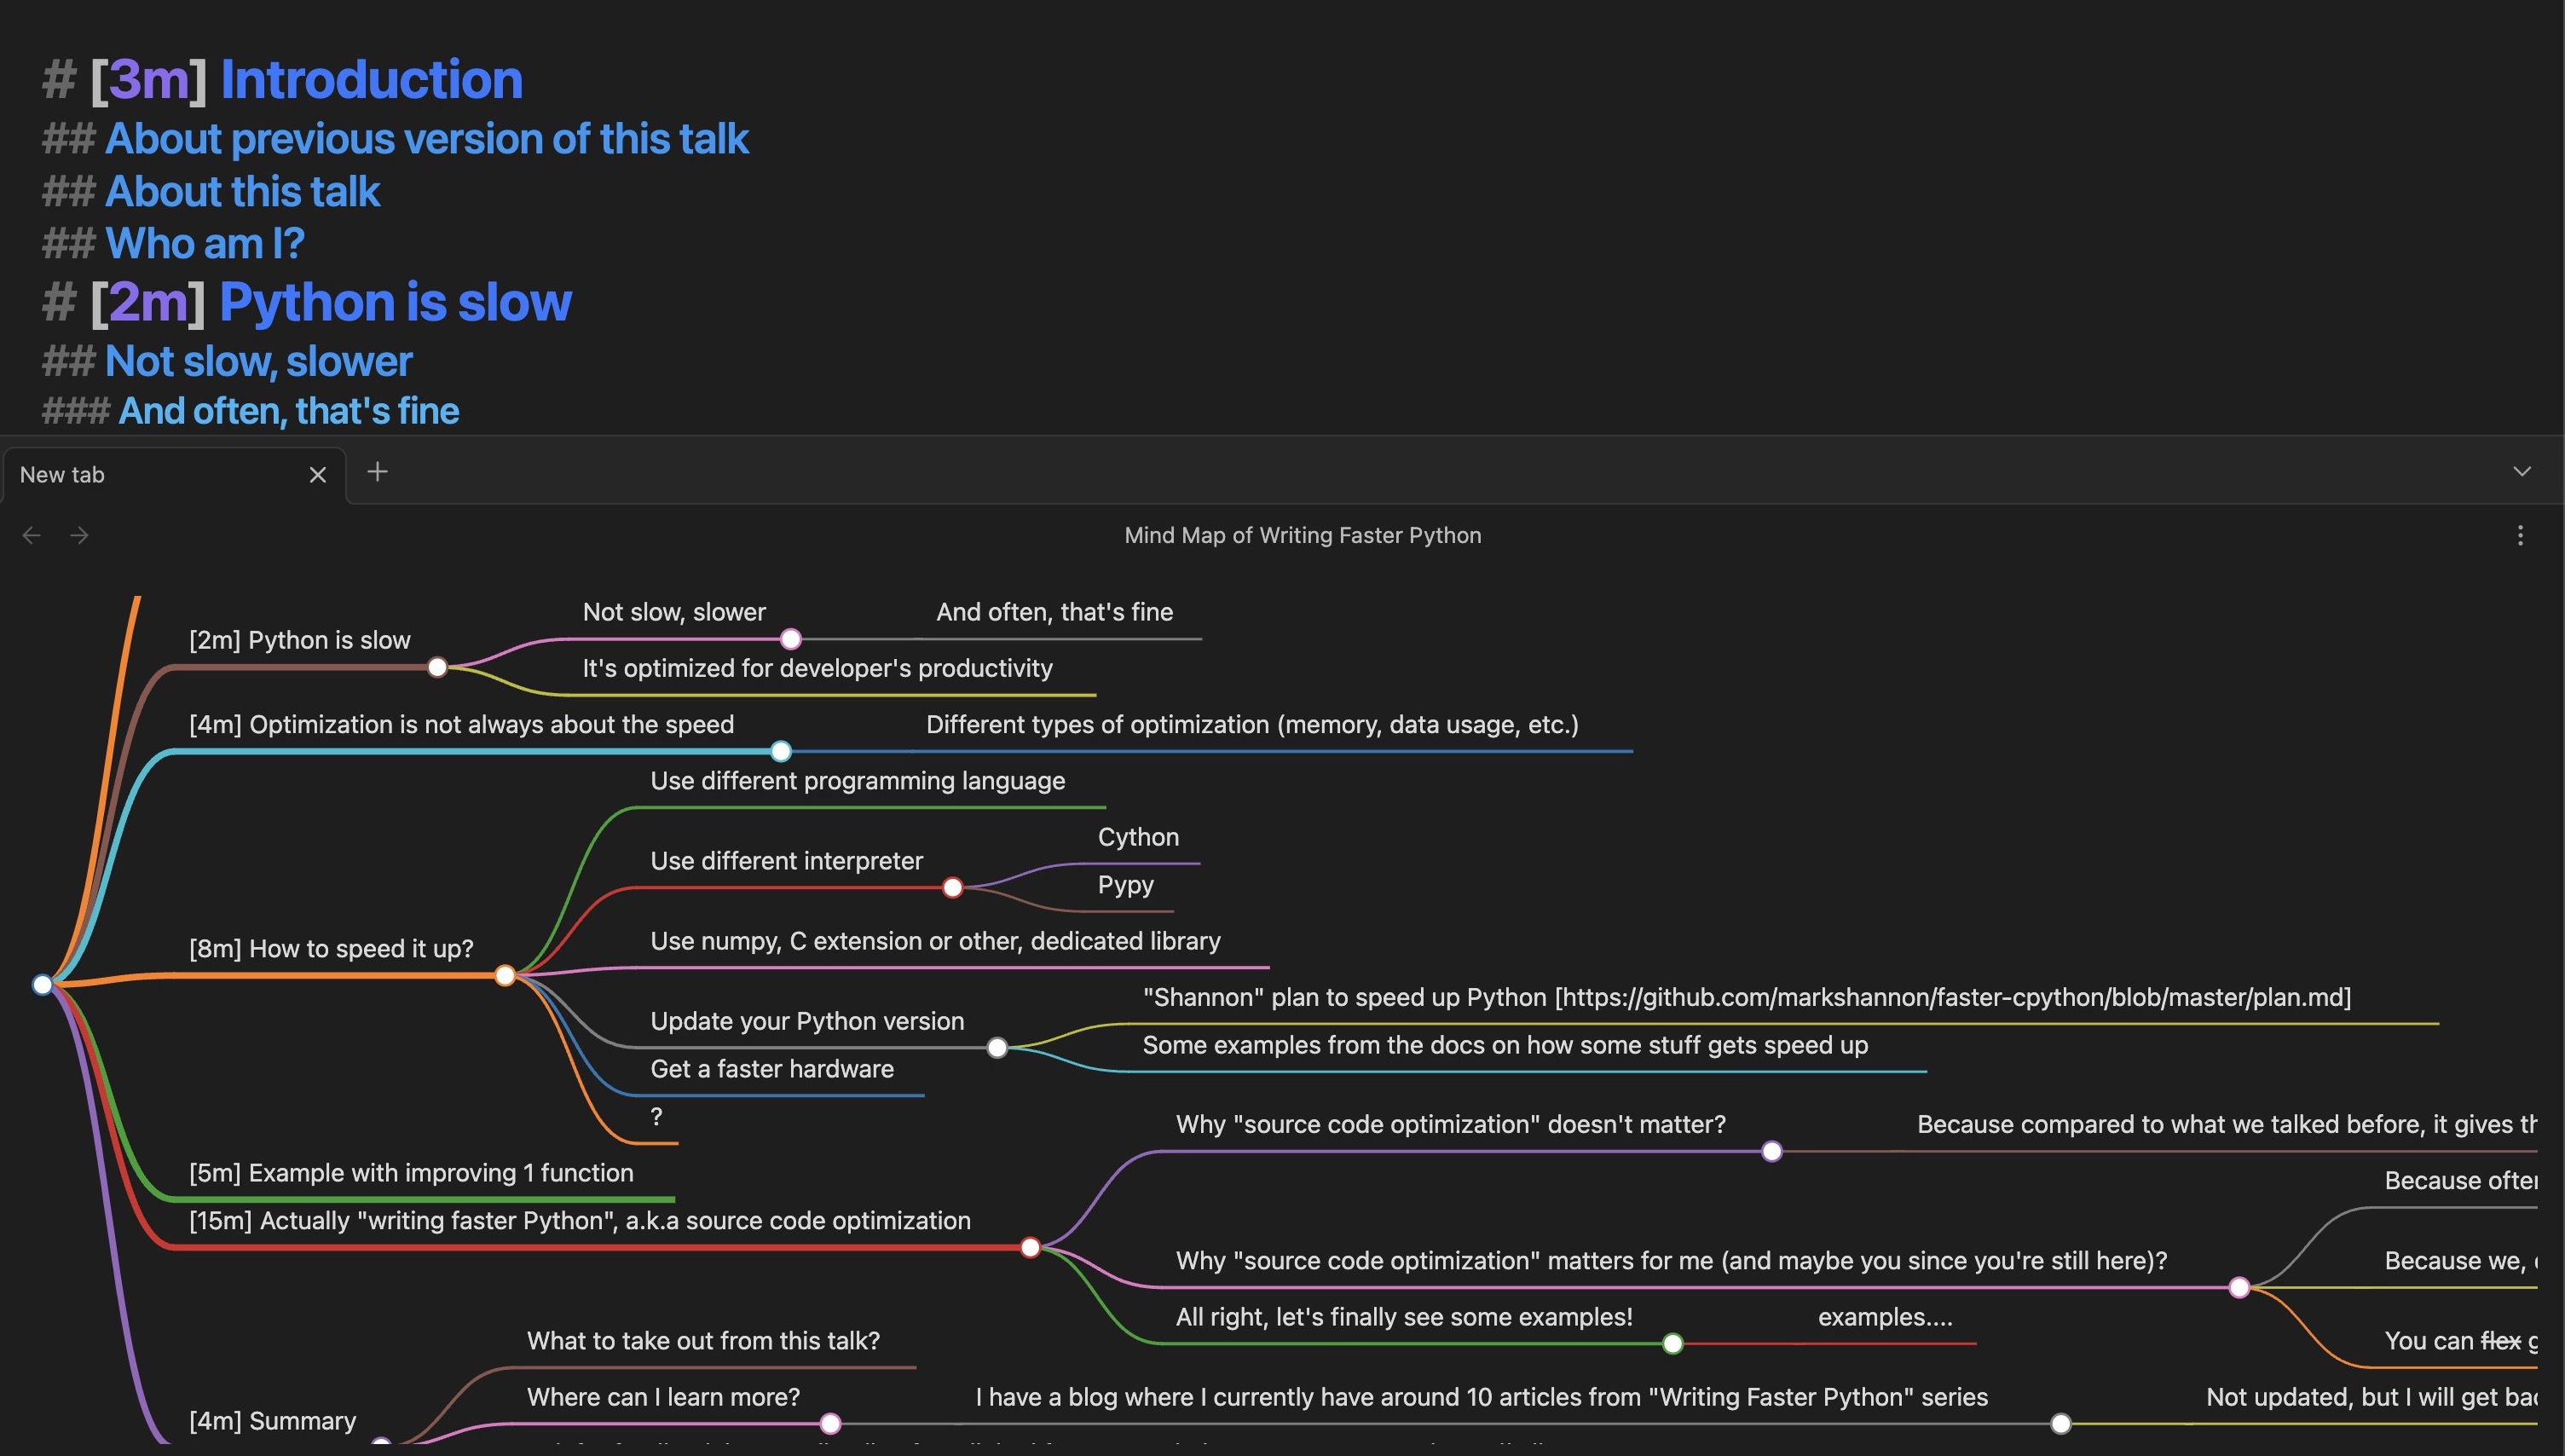 # [3m] Introduction
## About previous version of this talk
## About this talk
## Who am I?
# [2m] Python is slow
## Not slow, slower
### And often, that's fine
New tab
Mind Map of Writing Faster Python
[2m] Python is slow
Not slow, slower
And often, that's fine
It's optimized for developer's productivity
[4m] Optimization is not always about the speed
Different types of optimization (memory, data usage, etc.)
[8m] How to speed it up?
Use different programming language
Use different interpreter
Cython
Pypy
Use numpy, C extension or other, dedicated library
Update your Python version
"Shannon" plan to speed up Python [https://github.com/markshannon/faster-cpython/blob/master/plan.md]
Some examples from the docs on how some stuff gets speed up
Get a faster hardware
?
[5m] Example with improving 1 function
[15m] Actually "writing faster Python", a.k.a source code optimization
Why "source code optimization" doesn't matter?
Because compared to what we talked before, it gives
Why "source code optimization" matters for me (and maybe you since you're still here)?
Because
Because we,
You can flex
All right, let's finally see some examples!
examples....
[4m] Summary
What to take out from this talk?
Where can I learn more?
I have a blog where I currently have around 10 articles from "Writing Faster Python" series
Not updated, but I will get